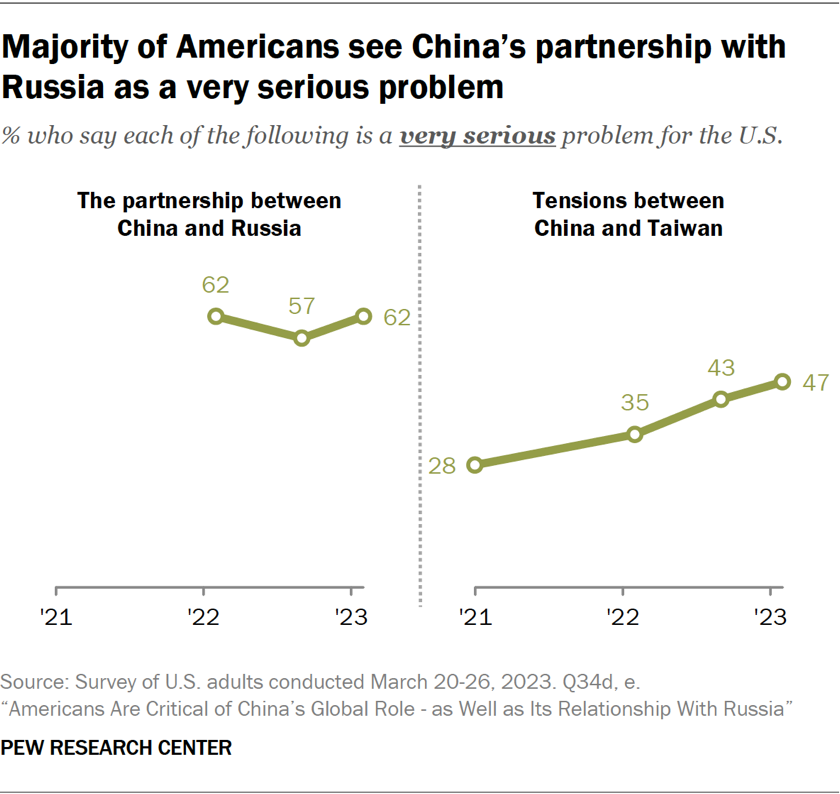 Majority of Americans see China’s partnership with
Russia as a very serious problem
% who say each of the following is a very serious problem for the U.S.
The partnership between
China and Russia
62
57
62
'21
'22
'23
Tensions between
China and Taiwan
28
35
43
47
'21
'22
'23
Source: Survey of U.S. adults conducted March 20-26, 2023. Q34d, e.
“Americans Are Critical of China’s Global Role - as Well as Its Relationship With Russia”
PEW RESEARCH CENTER